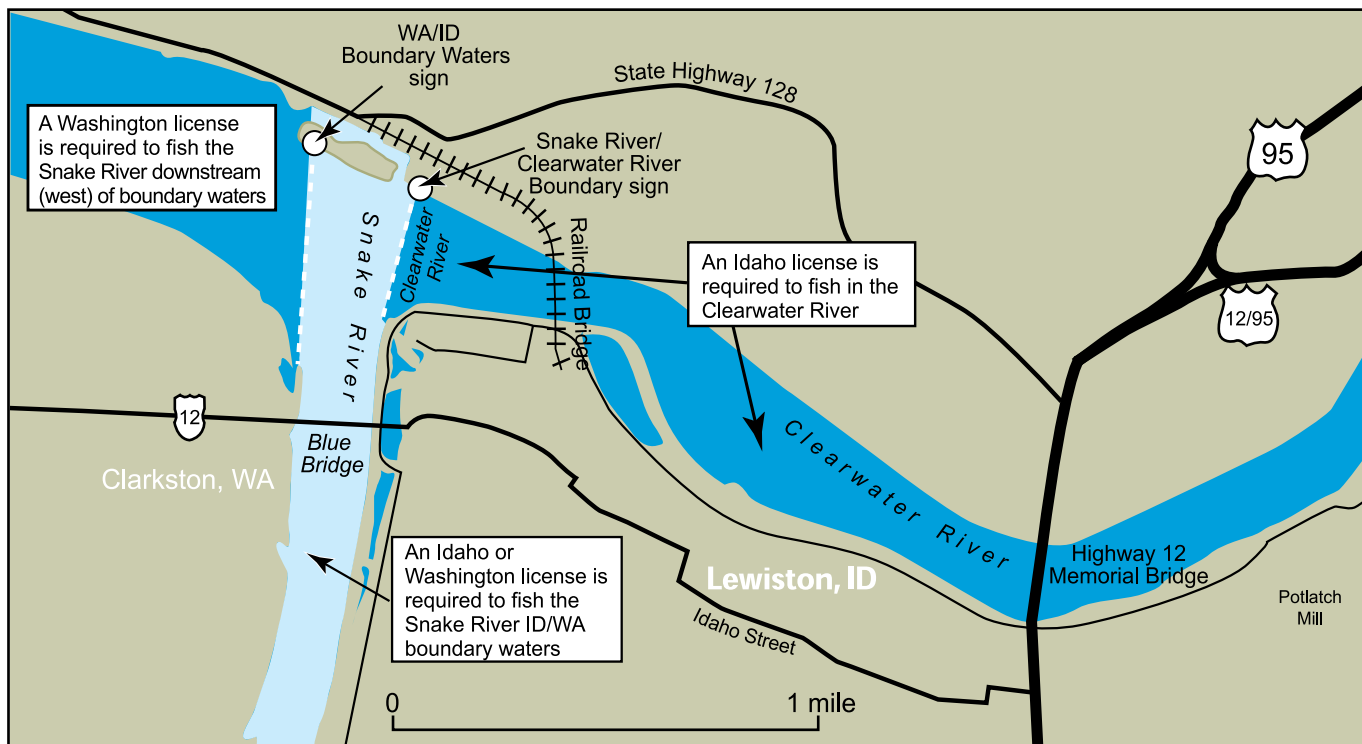 WA/ID
Boundary Waters
sign
State Highway 128
95
A Washington license
is required to fish the
Snake River downstream
(west) of boundary waters
Snake River/
Clearwater River
Boundary sign
Snake River
Clearwater
River
Railroad Bridge
An Idaho license is
required to fish in the
Clearwater River
12/95
12
Blue
Bridge
Clarkston, WA
Clearwater River
An Idaho or
Washington license is
required to fish the
Snake River ID/WA
boundary waters
Lewiston, ID
Idaho Street
Highway 12
Memorial Bridge
Potlatch
Mill
0
1 mile